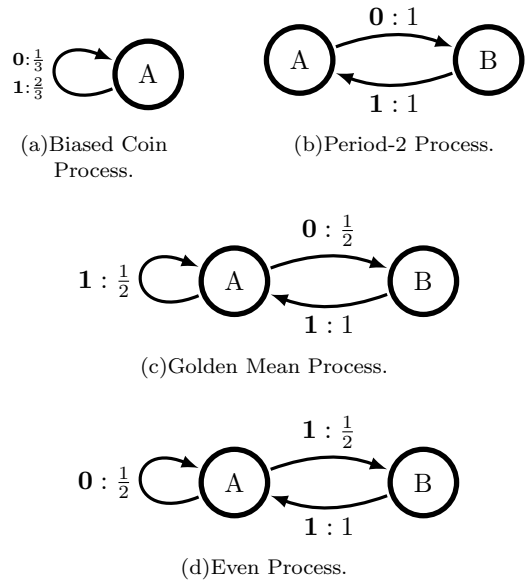 0:1/3
1:2/3
A
(a)Biased Coin
Process.
0 : 1
A
B
1 : 1
(b)Period-2 Process.
0 : 1/2
1 : 1/2
A
B
1 : 1
(c)Golden Mean Process.
1 : 1/2
0 : 1/2
A
B
1 : 1
(d)Even Process.